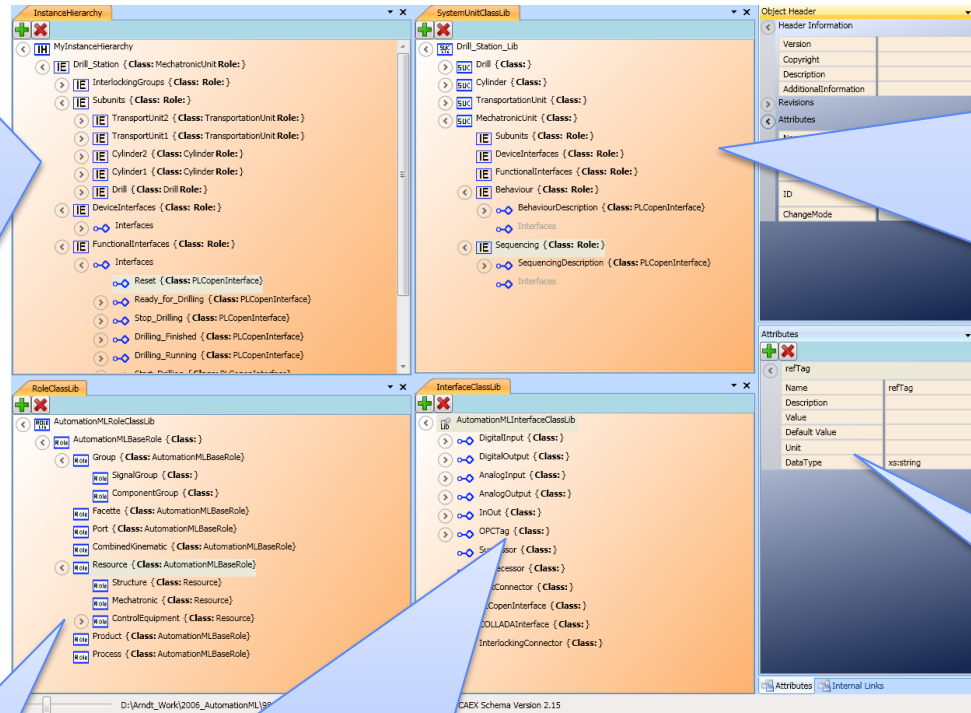 InstanceHierarchy
MyInstanceHierarchy
Drill_Station {Class: MechatronicUnit Role: }
InterlockingGroups {Class: Role: }
Subunits {Class: Role: }
TransportUnit2 {Class: TransportationUnit Role: }
TransportUnit1 {Class: TransportationUnit Role: }
Cylinder2 {Class: Cylinder Role: }
Cylinder1 {Class: Cylinder Role: }
Drill {Class: Drill Role: }
DeviceInterfaces {Class: Role: }
Interfaces
FunctionalInterfaces {Class: Role: }
Interfaces
Reset {Class: PLCopenInterface}
Ready_for_Drilling {Class: PLCopenInterface}
Stop_Drilling {Class: PLCopenInterface}
Drilling_Finished {Class: PLCopenInterface}
Drilling_Running {Class: PLCopenInterface}
SystemUnitClassLib
Drill_Station_Lib
Drill {Class: }
Cylinder {Class: }
TransportationUnit {Class: }
MechatronicUnit {Class: }
Subunits {Class: Role: }
DeviceInterfaces {Class: Role: }
FunctionalInterfaces {Class: Role: }
Behaviour {Class: Role: }
BehaviourDescription {Class: PLCopenInterface}
Interfaces
Sequencing {Class: Role: }
SequencingDescription {Class: PLCopenInterface}
Interfaces
Object Header
Header Information
Version
Copyright
Description
AdditionalInformation
Revisions
Attributes
ID
ChangeMode
RoleClassLib
AutomationMLRoleClassLib
AutomationMLBaseRole {Class: }
Group {Class: AutomationMLBaseRole}
SignalGroup {Class: }
ComponentGroup {Class: }
Facette {Class: AutomationMLBaseRole}
Port {Class: AutomationMLBaseRole}
CombinedKinematic {Class: AutomationMLBaseRole}
Resource {Class: AutomationMLBaseRole}
Structure {Class: Resource}
Mechatronic {Class: Resource}
ControlEquipment {Class: Resource}
Product {Class: AutomationMLBaseRole}
Process {Class: AutomationMLBaseRole}
InterfaceClassLib
AutomationMLInterfaceClassLib
DigitalInput {Class: }
DigitalOutput {Class: }
AnalogInput {Class: }
AnalogOutput {Class: }
InOut {Class: }
OPCTag {Class: }
{Class: }
{Class: }
{Class: }
{Class: }
{Class: }
InterlockingConnector {Class: }
Attributes
refTag
Name refTag
Description
Value
Default Value
Unit
DataType xs:string
Attributes Internal Links
D:\Arndt_Work\2006_AutomationML\
CAEX Schema Version 2.15